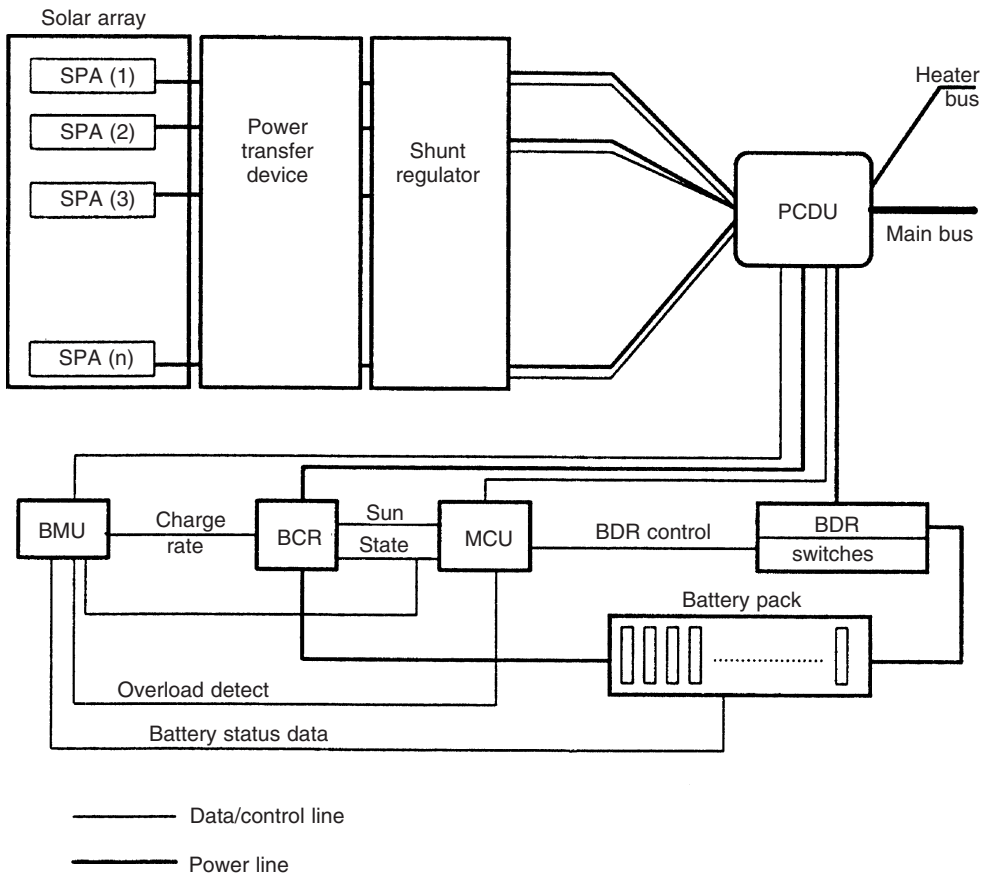 Solar array
SPA (1)
SPA (2)
SPA (3)
SPA (n)
Power
transfer
device
Shunt
regulator
Heater
bus
PCDU
Main bus
BMU
Charge
rate
BCR
Sun
State
MCU
BDR control
BDR
switches
Battery pack
Overload detect
Battery status data
Data/control line
Power line